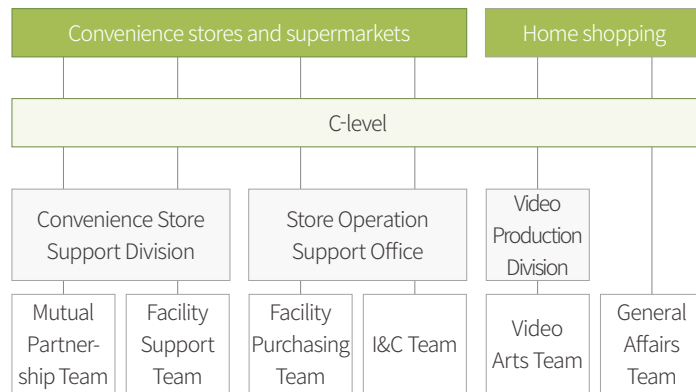 Convenience stores and supermarkets
Home shopping
C-level
Convenience Store
Support Division
Store Operation
Support Office
Video
Production
Division
Mutual
Partner-
ship Team
Facility
Support
Team
Facility
Purchasing
Team
I&C Team
Video
Arts Team
General
Affairs
Team